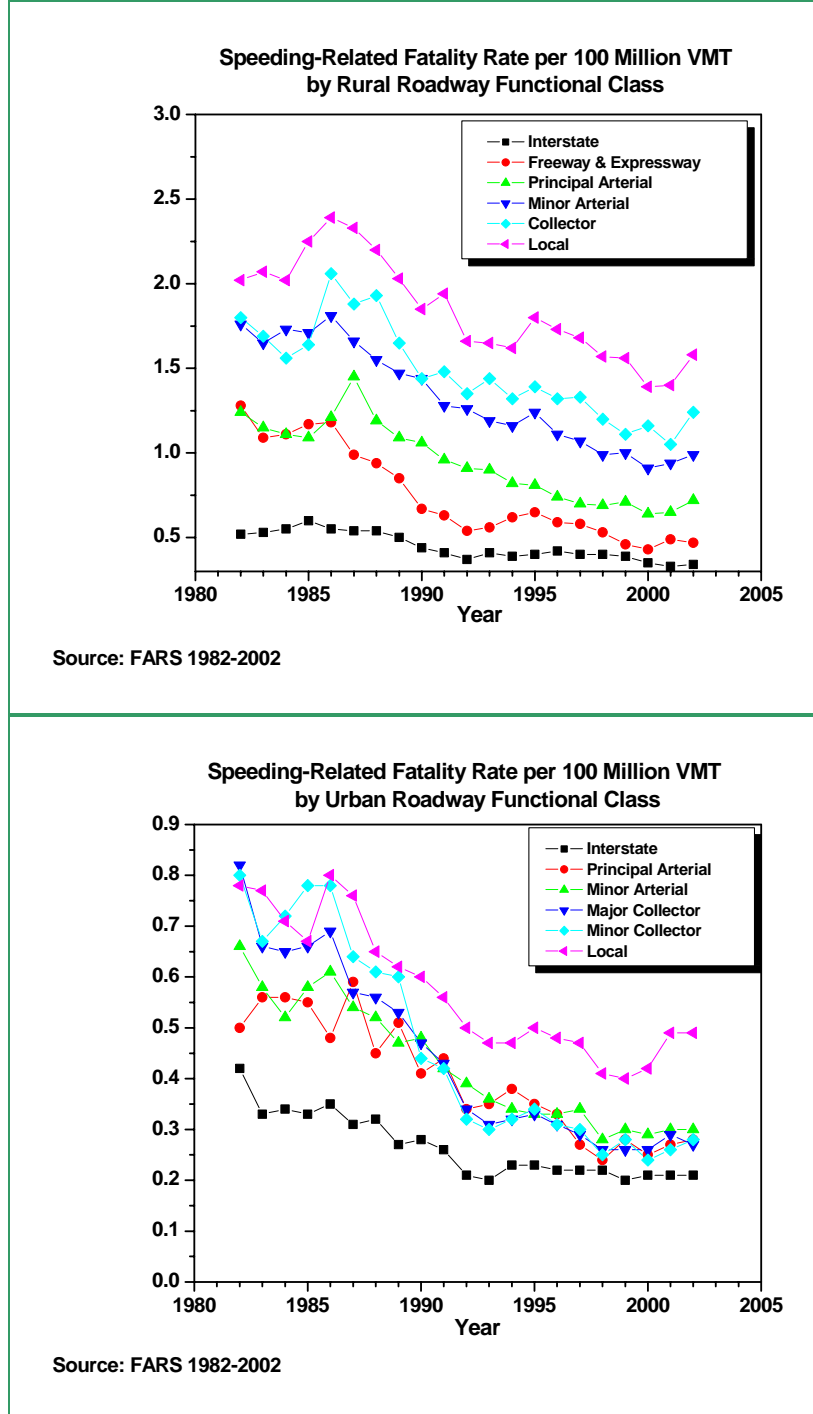 Speeding-Related Fatality Rate per 100 Million VMT
by Rural Roadway Functional Class
3.0
2.5
2.0
1.5
1.0
0.5
Interstate
Freeway & Expressway
Principal Arterial
Minor Arterial
Collector
Local
1980 1985 1990 1995 2000 2005
Year
Source: FARS 1982-2002
Speeding-Related Fatality Rate per 100 Million VMT
by Urban Roadway Functional Class
0.9
0.8
0.7
0.6
0.5
0.4
0.3
0.2
0.1
0.0
Interstate
Principal Arterial
Minor Arterial
Major Collector
Minor Collector
Local
1980 1985 1990 1995 2000 2005
Year
Source: FARS 1982-2002